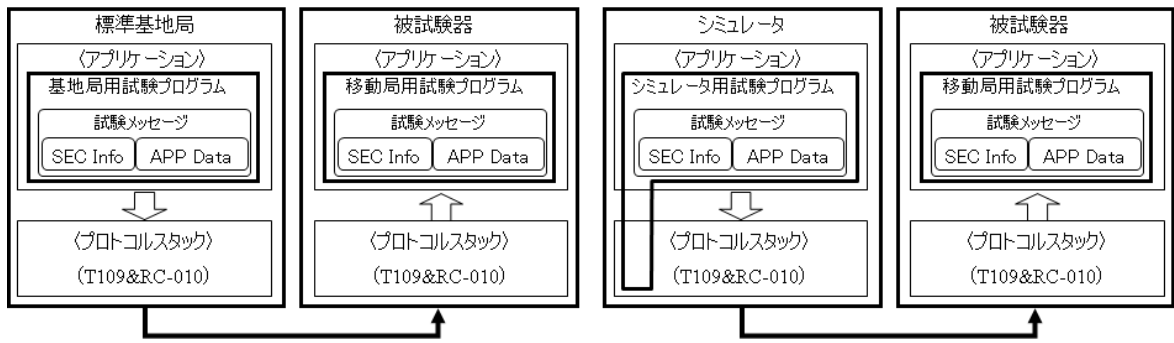 標準基地局
〈アプリケーション〉
基地局用試験プログラム
試験メッセージ
SEC Info
APP Data
〈プロトコルスタック〉
(T109&RC-010)
被試験器
〈アプリケーション〉
移動局用試験プログラム
試験メッセージ
SEC Info
APP Data
〈プロトコルスタック〉
(T109&RC-010)
シミュレータ
〈アプリケーション〉
シミュレータ用試験プログラム
試験メッセージ
SEC Info
APP Data
〈プロトコルスタック〉
(T109&RC-010)
被試験器
〈アプリケーション〉
移動局用試験プログラム
試験メッセージ
SEC Info
APP Data
〈プロトコルスタック〉
(T109&RC-010)